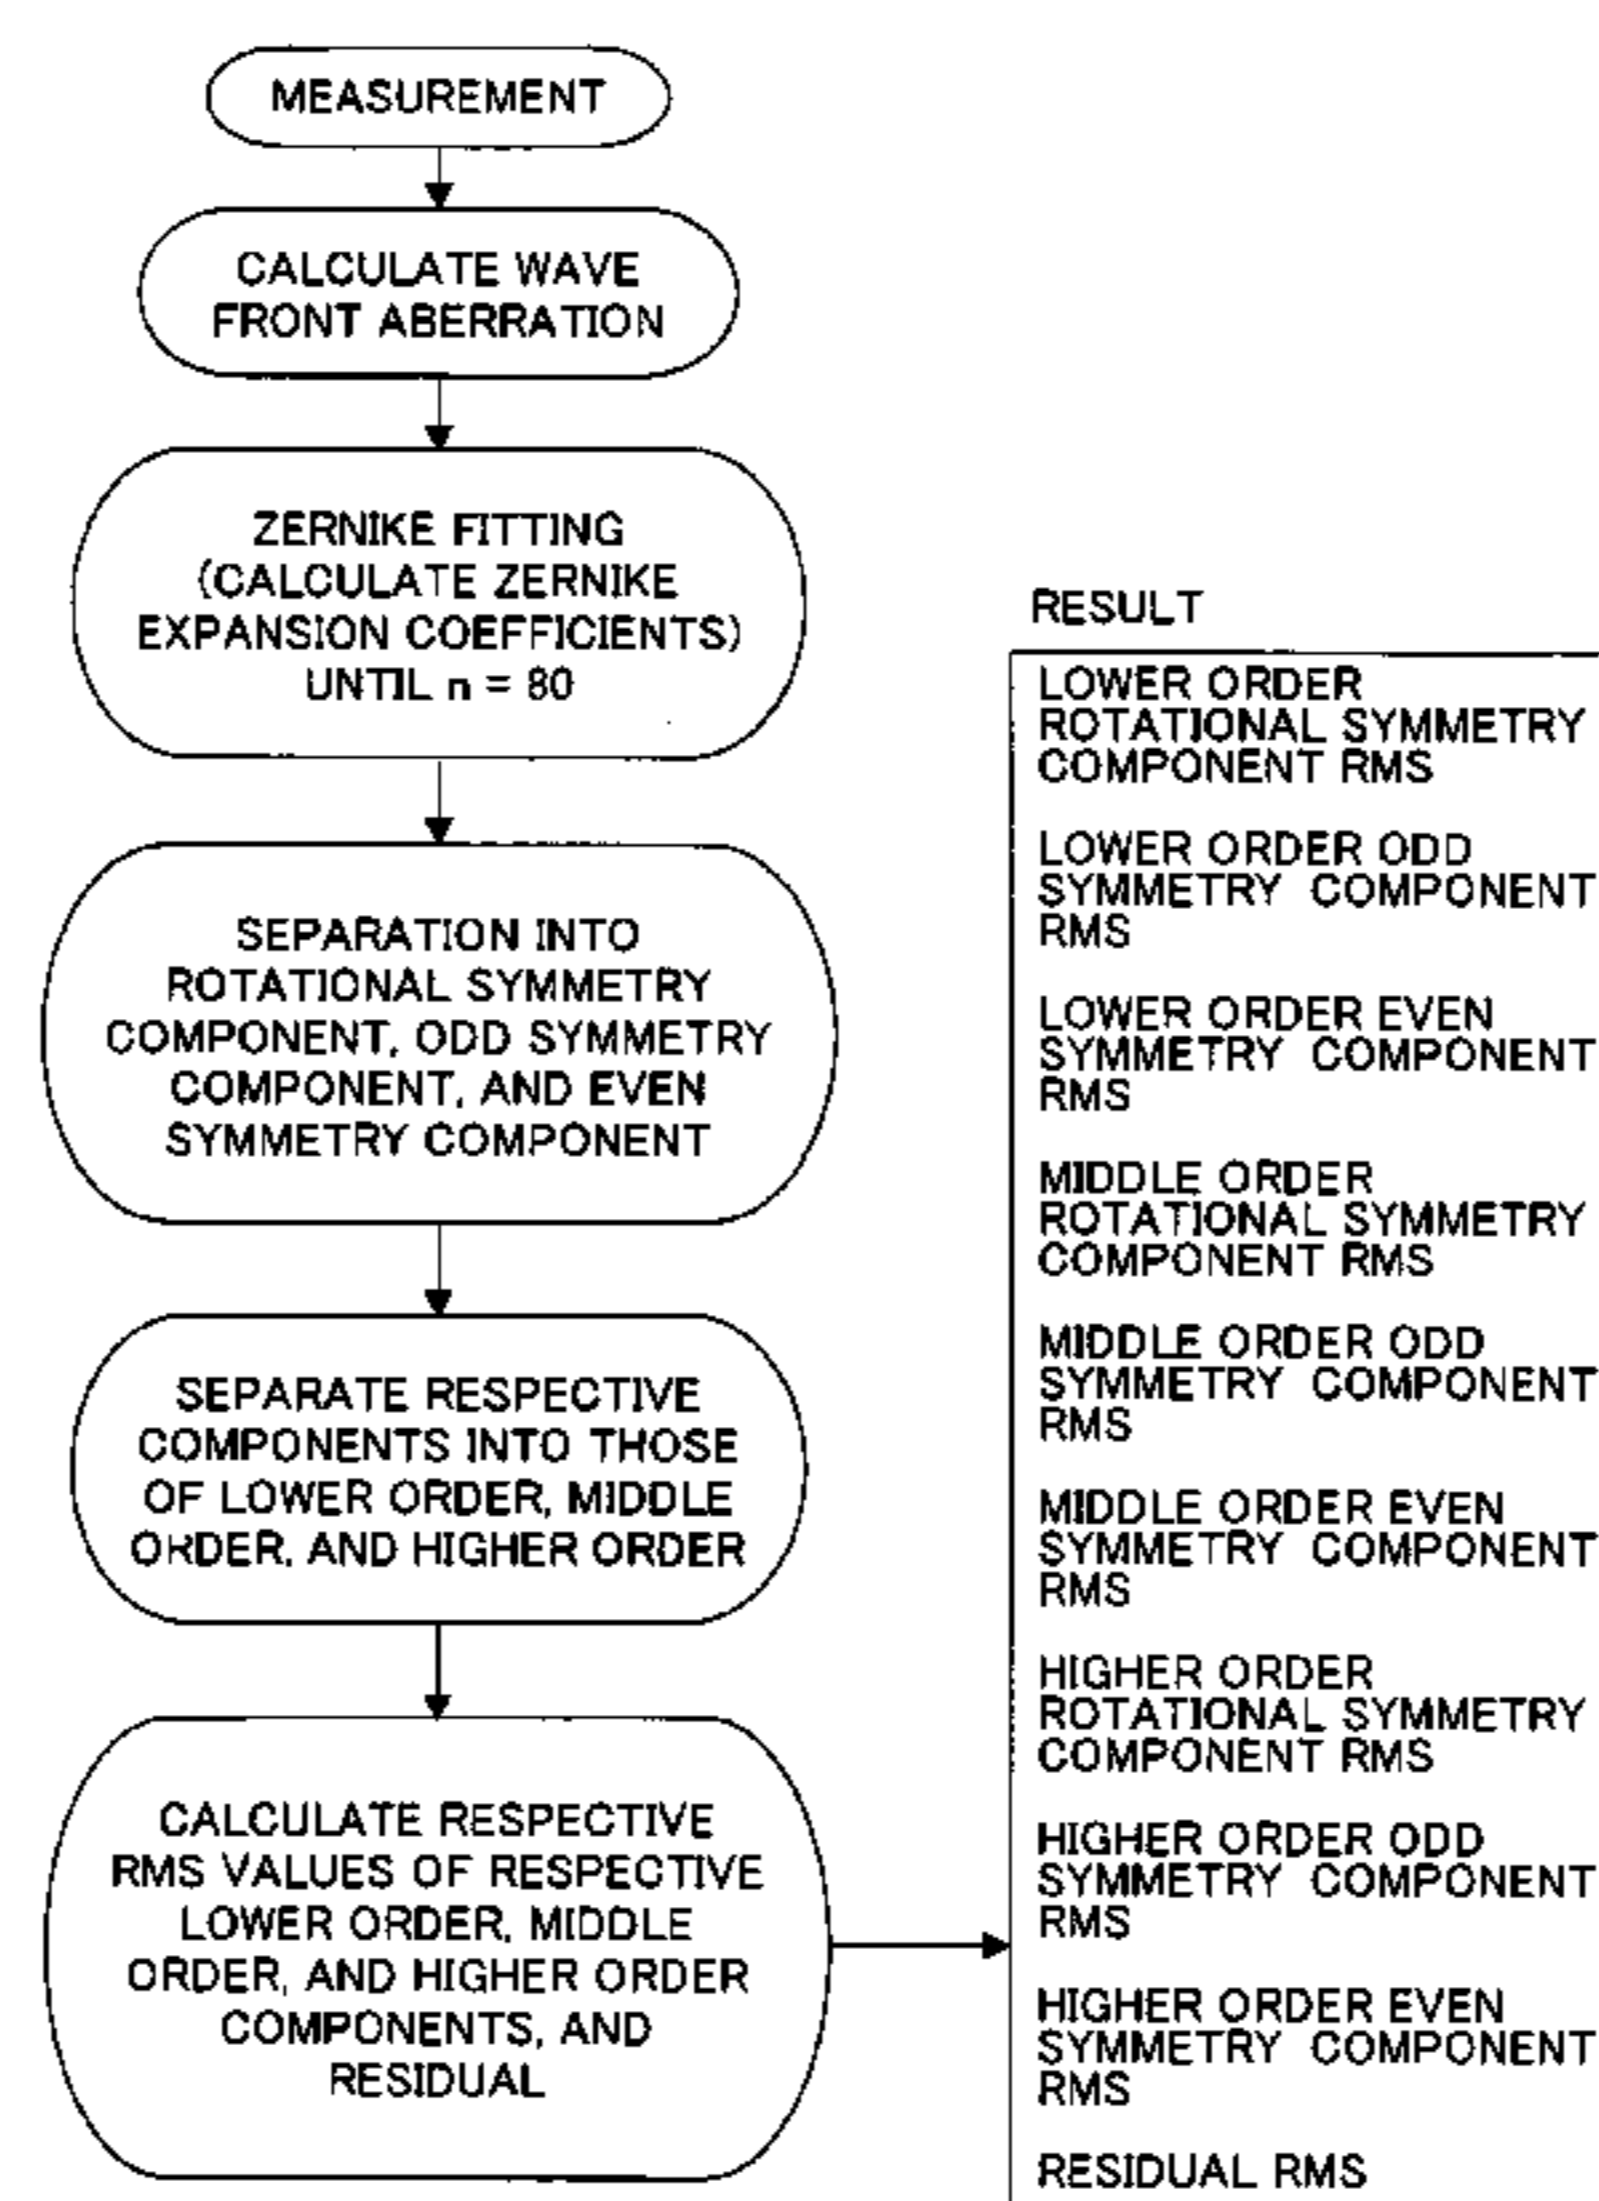 MEASUREMENT
CALCULATE WAVE
FRONT ABERRATION
ZERNIKE FITTING
(CALCULATE ZERNIKE
EXPANSION COEFFICIENTS)
UNTIL n = 80
SEPARATION INTO
ROTATIONAL SYMMETRY
COMPONENT, ODD SYMMETRY
COMPONENT, AND EVEN
SYMMETRY COMPONENT
SEPARATE RESPECTIVE
COMPONENTS INTO THOSE
OF LOWER ORDER, MIDDLE
ORDER, AND HIGHER ORDER
CALCULATE RESPECTIVE
RMS VALUES OF RESPECTIVE
LOWER ORDER, MIDDLE
ORDER, AND HIGHER ORDER
COMPONENTS, AND
RESIDUAL
RESULT
LOWER ORDER
ROTATIONAL SYMMETRY
COMPONENT RMS
LOWER ORDER ODD
SYMMETRY COMPONENT
RMS
LOWER ORDER EVEN
SYMMETRY COMPONENT
RMS
MIDDLE ORDER
ROTATIONAL SYMMETRY
COMPONENT RMS
MIDDLE ORDER ODD
SYMMETRY COMPONENT
RMS
MIDDLE ORDER EVEN
SYMMETRY COMPONENT
RMS
HIGHER ORDER
ROTATIONAL SYMMETRY
COMPONENT RMS
HIGHER ORDER ODD
SYMMETRY COMPONENT
RMS
HIGHER ORDER EVEN
SYMMETRY COMPONENT
RMS
RESIDUAL RMS